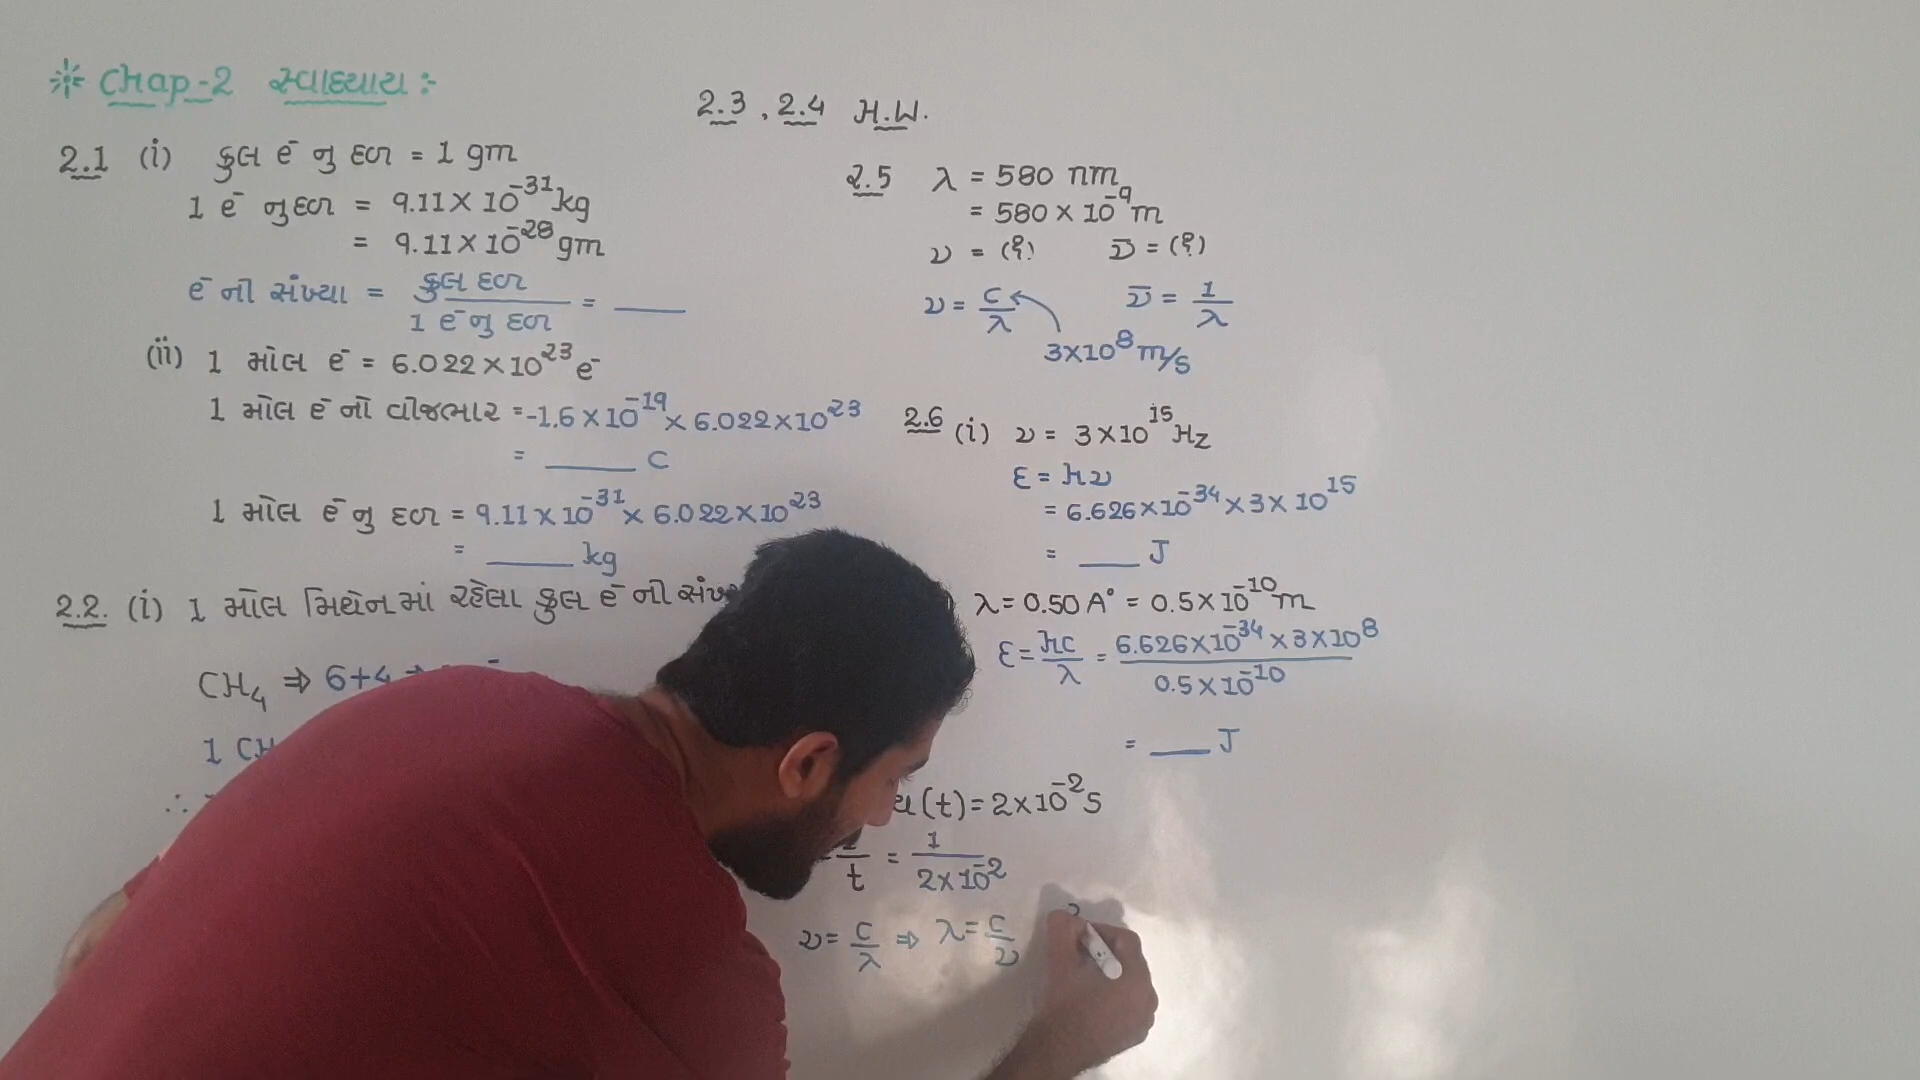 * Chap-2 સ્વાધ્યાય :-
2.1 (i) કુલ e⁻ નુ દળ = 1 gm
1 e⁻ નુ દળ = 9.11 × 10⁻³¹ kg
= 9.11 × 10⁻²⁸ gm
e⁻ ની સંખ્યા = કુલ દળ / 1 e⁻ નુ દળ = ____
(ii) 1 મોલ e⁻ = 6.022 × 10²³ e⁻
1 મોલ e⁻ નો વીજભાર = -1.6 × 10⁻¹⁹ × 6.022 × 10²³
= ____ C
1 મોલ e⁻ નુ દળ = 9.11 × 10⁻³¹ × 6.022 × 10²³
= ____ kg
2.2. (i) 1 મોલ મિથેનમાં રહેલા કુલ e⁻ ની
CH₄ ⇒ 6+4
1 CH
∴
2.3 , 2.4 H.W.
2.5 λ = 580 nm
= 580 × 10⁻⁹ m
ν = (?) ν̅ = (?)
ν = c/λ ν̅ = 1/λ
3×10⁸ m/s
2.6 (i) ν = 3×10¹⁵ Hz
E = hν
= 6.626×10⁻³⁴ × 3 × 10¹⁵
= ____ J
λ = 0.50 A° = 0.5×10⁻¹⁰ m
E = hc/λ = 6.626×10⁻³⁴ × 3×10⁸ / 0.5×10⁻¹⁰
= ____ J
(t) = 2×10⁻² s
t = 1 / 2×10⁻²
ν = c/λ ⇒ λ = c/ν